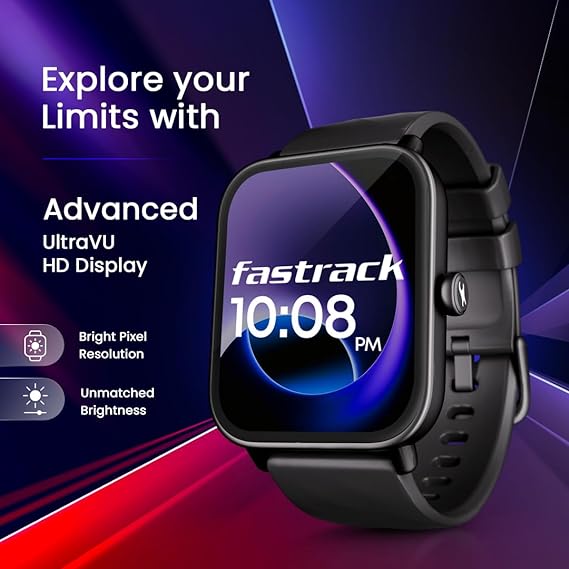 Explore your
Limits with
Advanced
UltraVU
HD Display
Bright Pixel
Resolution
Unmatched
Brightness
fastrack
10:08
PM